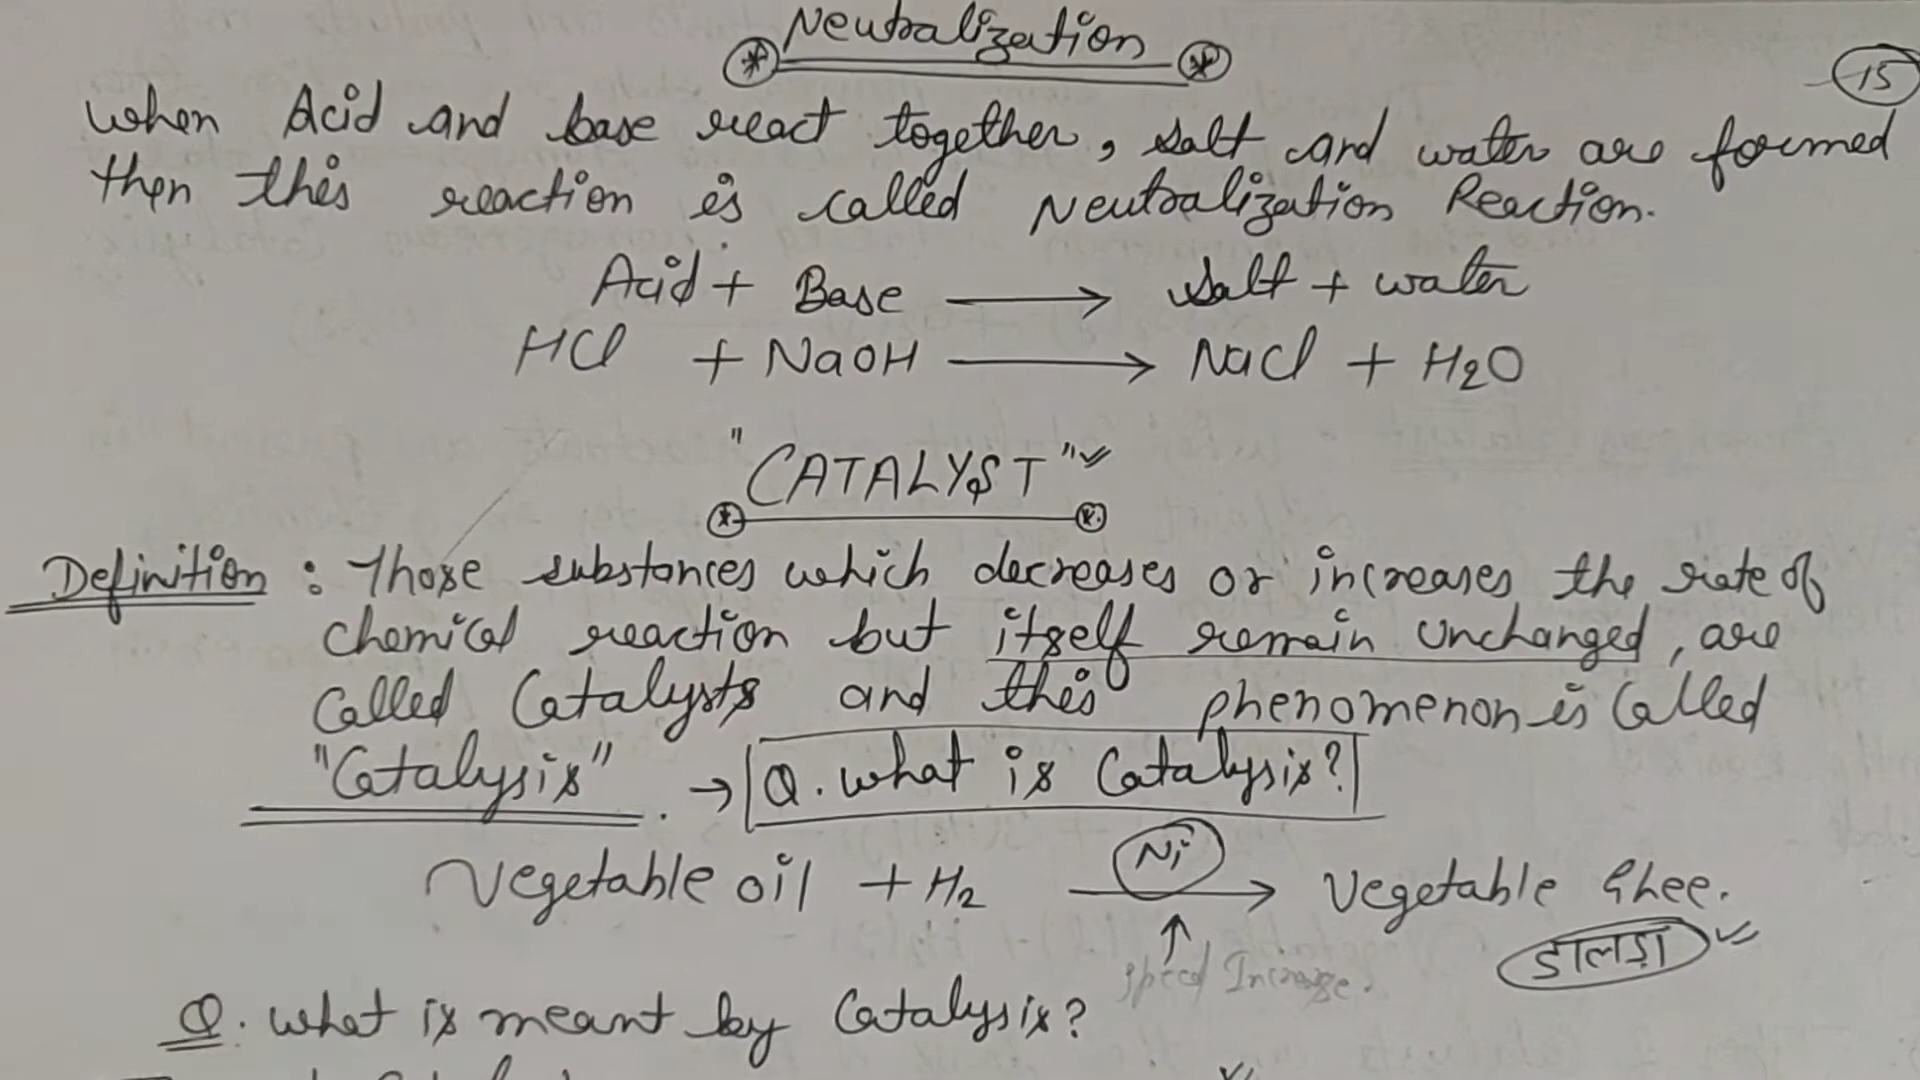 Neutralization
15
when Acid and base react together, salt and water are formed
then this reaction is called Neutralization Reaction.
Acid + Base ⟶ Salt + water
HCl + NaOH ⟶ NaCl + H2O
"CATALYST"
Definition : Those substances which decreases or increases the rate of
chemical reaction but itself remain unchanged, are
called Catalysts and this phenomenon is called
"Catalysis". → Q. what is Catalysis?
Ni
Vegetable oil + H2 ⟶ Vegetable Ghee.
↑ डालडा
Speed Increase.
Q. what is meant by Catalysis?